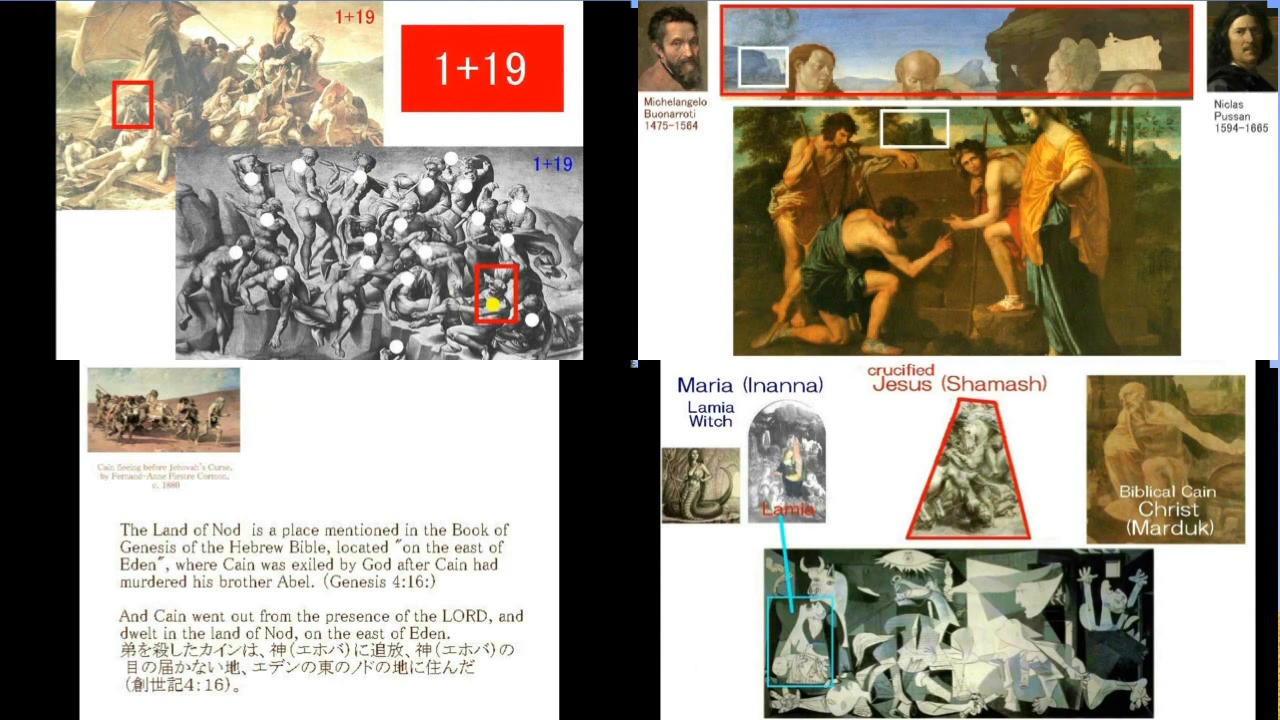 1+19
1+19
1+19
Michelangelo
Buonarroti
1475-1564
Niclas
Pussan
1594-1665
Cain fleeing before Jehovah's Curse,
by Fernand-Anne Piestre Cormon,
c. 1880
The Land of Nod is a place mentioned in the Book of
Genesis of the Hebrew Bible, located "on the east of
Eden", where Cain was exiled by God after Cain had
murdered his brother Abel. (Genesis 4:16:)
And Cain went out from the presence of the LORD, and
dwelt in the land of Nod, on the east of Eden.
弟を殺したカインは、神(エホバ)に追放、神(エホバ)の
目の届かない地、エデンの東のノドの地に住んだ
(創世記4:16)。
Maria (Inanna)
Lamia
Witch
Lamia
crucified
Jesus (Shamash)
Biblical Cain
Christ
(Marduk)